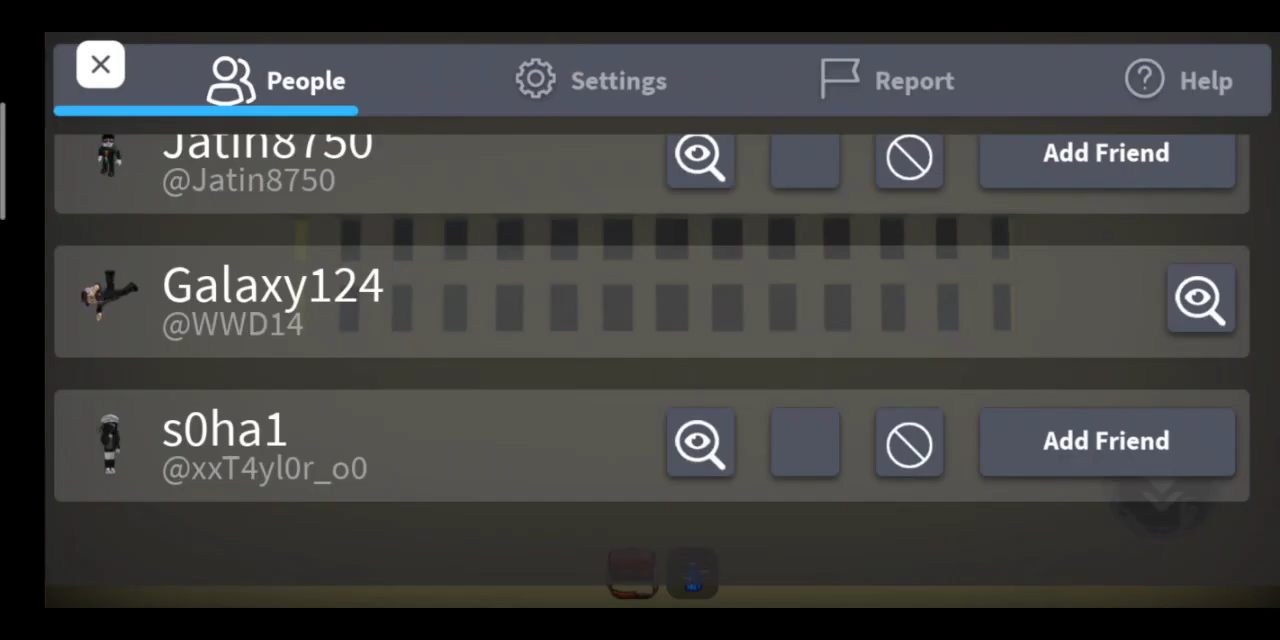 People
Settings
Report
Help
Jatin8750
@Jatin8750
Add Friend
Galaxy124
@WWD14
s0ha1
@xxT4yl0r_o0
Add Friend